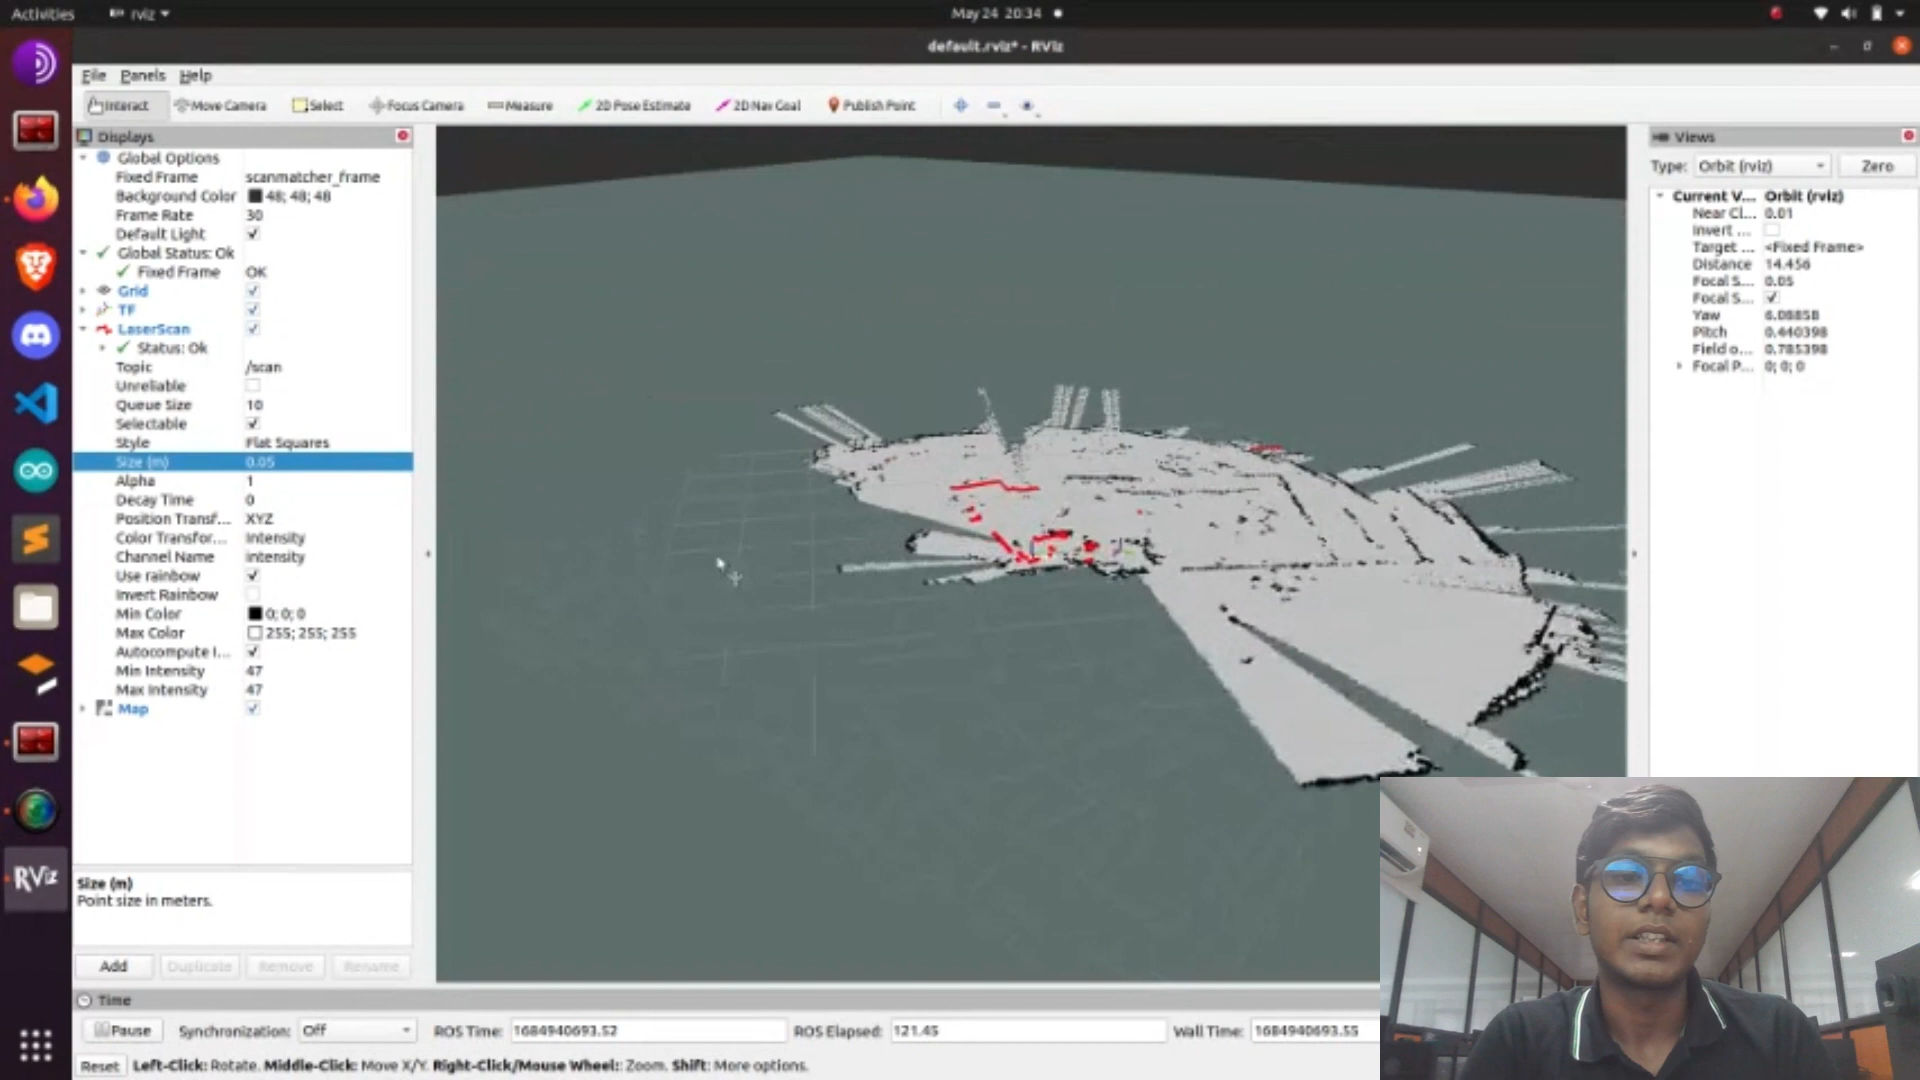 Activities
rviz
May 24 20:34
default.rviz* - RViz
File Panels Help
Interact
Move Camera
Select
Focus Camera
Measure
2D Pose Estimate
2D Nav Goal
Publish Point
Displays
Global Options
Fixed Frame scanmatcher_frame
Background Color 48; 48; 48
Frame Rate 30
Default Light
Global Status: Ok
Fixed Frame OK
Grid
TF
LaserScan
Status: Ok
Topic /scan
Unreliable
Queue Size 10
Selectable
Style Flat Squares
Size (m) 0.05
Alpha 1
Decay Time 0
Position Transf... XYZ
Color Transfor... Intensity
Channel Name intensity
Use rainbow
Invert Rainbow
Min Color 0; 0; 0
Max Color 255; 255; 255
Autocompute I...
Min Intensity 47
Max Intensity 47
Map
Size (m)
Point size in meters.
Add Duplicate Remove Rename
Views
Type: Orbit (rviz) Zero
Current V... Orbit (rviz)
Near Cl... 0.01
Invert ...
Target ... <Fixed Frame>
Distance 14.456
Focal S... 0.05
Focal S...
Yaw 6.08858
Pitch 0.440398
Field o... 0.785398
Focal P... 0; 0; 0
RViz
Time
Pause Synchronization: Off ROS Time: 1684940693.52 ROS Elapsed: 121.45 Wall Time: 1684940693.55
Reset Left-Click: Rotate. Middle-Click: Move X/Y. Right-Click/Mouse Wheel:: Zoom. Shift: More options.